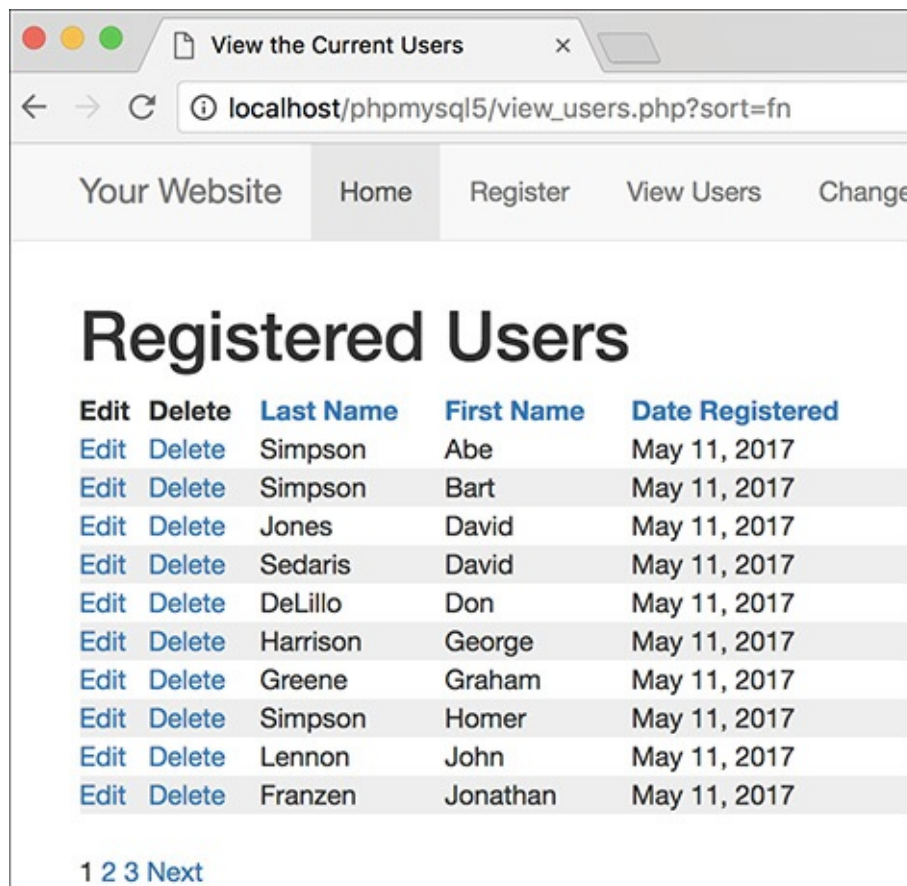 View the Current Users
localhost/phpmysql5/view_users.php?sort=fn
Your Website Home Register View Users Change
Registered Users
Edit Delete Last Name First Name Date Registered
Edit Delete Simpson Abe May 11, 2017
Edit Delete Simpson Bart May 11, 2017
Edit Delete Jones David May 11, 2017
Edit Delete Sedaris David May 11, 2017
Edit Delete DeLillo Don May 11, 2017
Edit Delete Harrison George May 11, 2017
Edit Delete Greene Graham May 11, 2017
Edit Delete Simpson Homer May 11, 2017
Edit Delete Lennon John May 11, 2017
Edit Delete Franzen Jonathan May 11, 2017
1 2 3 Next